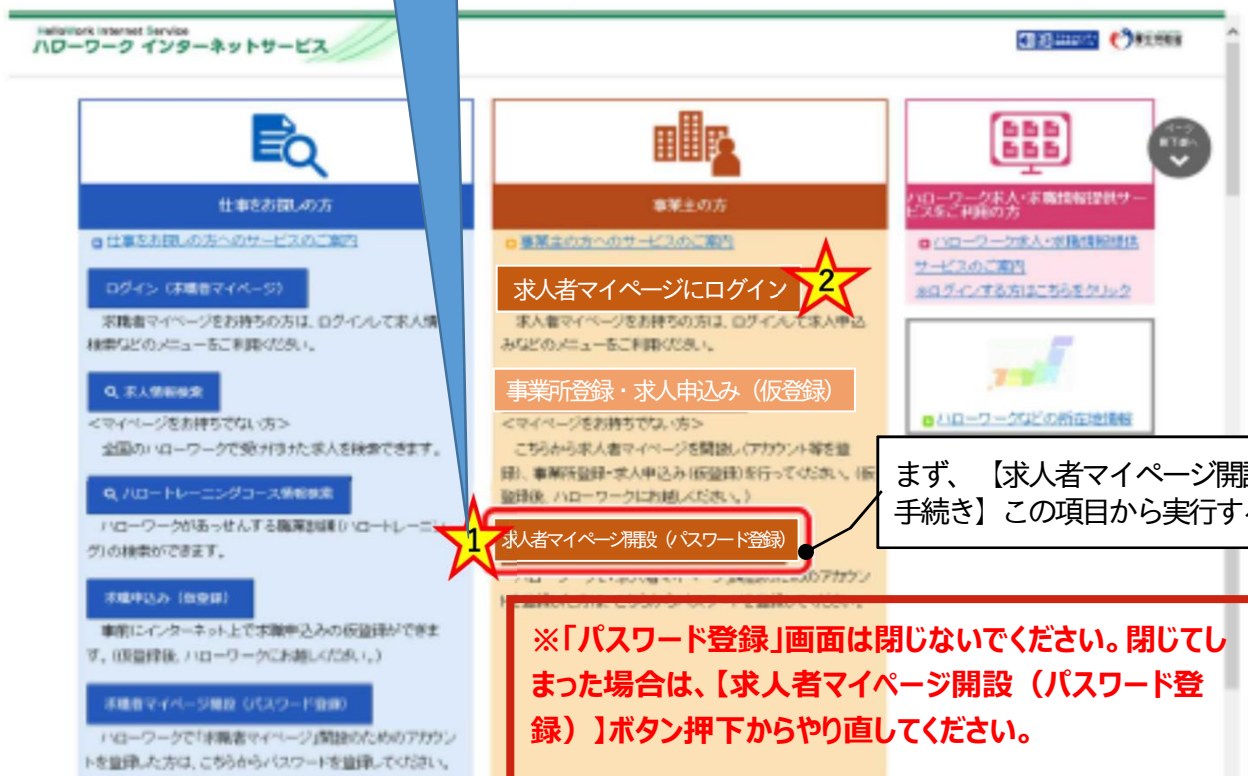 HelloWork Internet Service
ハローワーク インターネットサービス
仕事をお探しの方
仕事をお探しの方へのサービスのご案内
ログイン（求職者マイページ）
求職者マイページをお持ちの方は、ログインして求人情
検索などのメニューをご利用ください。
求人情報検索
＜マイページをお持ちでない方＞
全国のハローワークで受け付けた求人を検索できます。
ハロートレーニングコース情報検索
ハローワークがあっせんする職業訓練（ハロートレーニン
グ）の検索ができます。
求職申込み（仮登録）
事前にインターネット上で求職申込みの仮登録ができま
す。（仮登録後、ハローワークにお越しください。）
求職者マイページ開設（パスワード登録）
ハローワークで「求職者マイページ」開設のためのアカウン
トを登録した方は、こちらからパスワードを登録してください。
事業主の方
事業主の方へのサービスのご案内
求人者マイページにログイン
2
求人者マイページをお持ちの方は、ログインして求人申込
みなどのメニューをご利用ください。
事業所登録・求人申込み（仮登録）
＜マイページをお持ちでない方＞
こちらから求人者マイページを開設し（アカウント等を登
録）、事業所登録・求人申込み（仮登録）を行ってください。（仮
登録後、ハローワークにお越しください。）
1
求人者マイページ開設（パスワード登録）
ハローワーク求人・求職情報提供サー
ビスをご利用の方
ハローワーク求人・求職情報提供
サービスのご案内
※ログインする方はこちらをクリック
ハローワークなどの所在地情報
ページ
まず、【求人者マイページ開設
手続き】この項目から実行す
※「パスワード登録」画面は閉じないでください。閉じてし
まった場合は、【求人者マイページ開設（パスワード登
録）】ボタン押下からやり直してください。